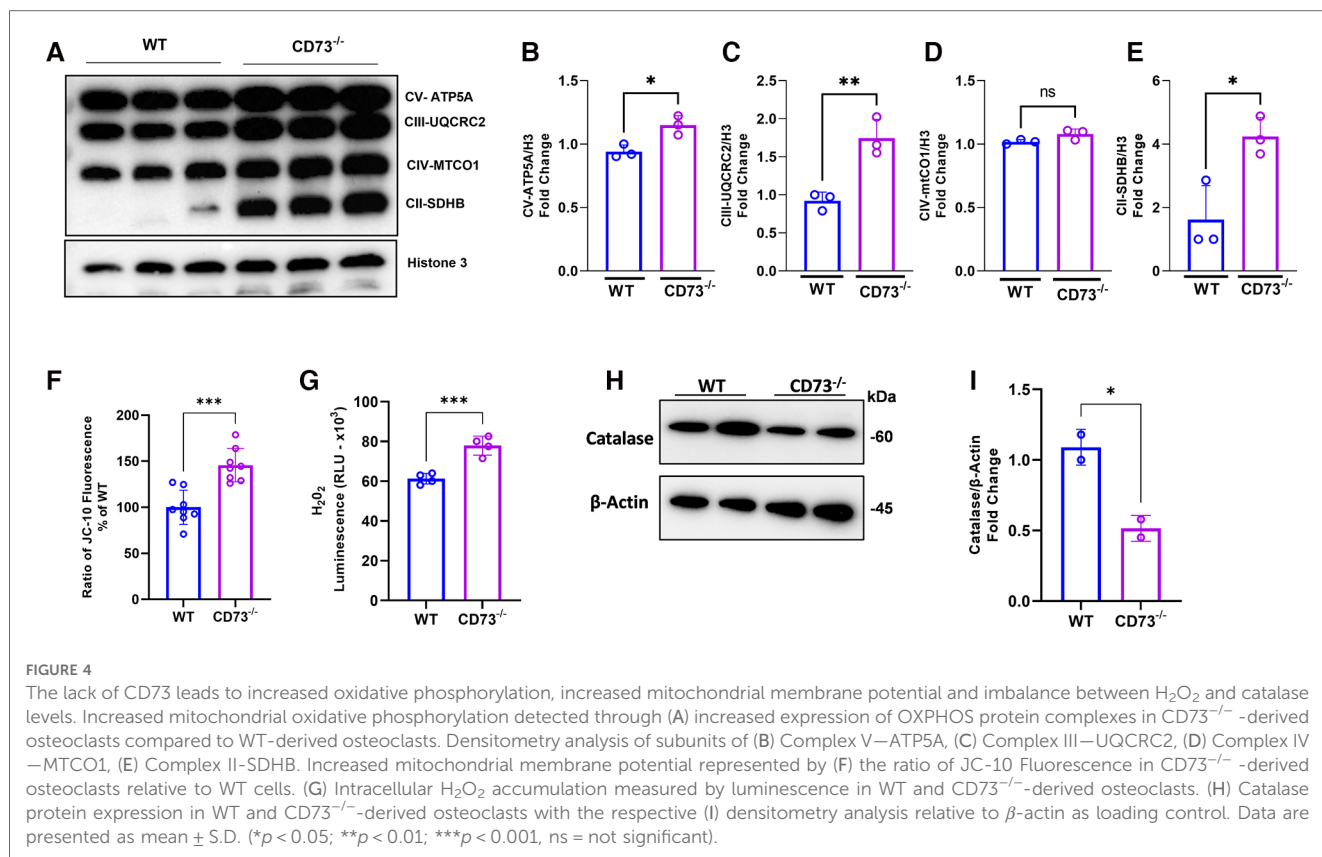 A
WT
CD73-/-
CV- ATP5A
CIII-UQCRC2
CIV-MTCO1
CII-SDHB
Histone 3
B
CV-ATP5A/H3
Fold Change
1.5
1.0
0.5
0.0
*
WT
CD73-/-
C
CIII-UQCRC2/H3
Fold Change
2.5
2.0
1.5
1.0
0.5
0.0
**
WT
CD73-/-
D
CIV-mtCO1/H3
Fold Change
1.5
1.0
0.5
0.0
ns
WT
CD73-/-
E
CII-SDHB/H3
Fold Change
6
4
2
0
*
WT
CD73-/-
F
Ratio of JC-10 Fluorescence
% of WT
200
150
100
50
0
***
WT
CD73-/-
G
H202
Luminescence (RLU - x10³)
100
80
60
40
20
0
***
WT
CD73-/-
H
WT
CD73-/-
kDa
Catalase
-60
β-Actin
-45
I
Catalase/β-Actin
Fold Change
1.5
1.0
0.5
0.0
*
WT
CD73-/-
FIGURE 4
The lack of CD73 leads to increased oxidative phosphorylation, increased mitochondrial membrane potential and imbalance between H₂O₂ and catalase
levels. Increased mitochondrial oxidative phosphorylation detected through (A) increased expression of OXPHOS protein complexes in CD73−/− -derived
osteoclasts compared to WT-derived osteoclasts. Densitometry analysis of subunits of (B) Complex V—ATP5A, (C) Complex III—UQCRC2, (D) Complex IV
—MTCO1, (E) Complex II-SDHB. Increased mitochondrial membrane potential represented by (F) the ratio of JC-10 Fluorescence in CD73−/− -derived
osteoclasts relative to WT cells. (G) Intracellular H₂O₂ accumulation measured by luminescence in WT and CD73−/−-derived osteoclasts. (H) Catalase
protein expression in WT and CD73−/−-derived osteoclasts with the respective (I) densitometry analysis relative to β-actin as loading control. Data are
presented as mean ± S.D. (*p < 0.05; **p < 0.01; ***p < 0.001, ns = not significant).